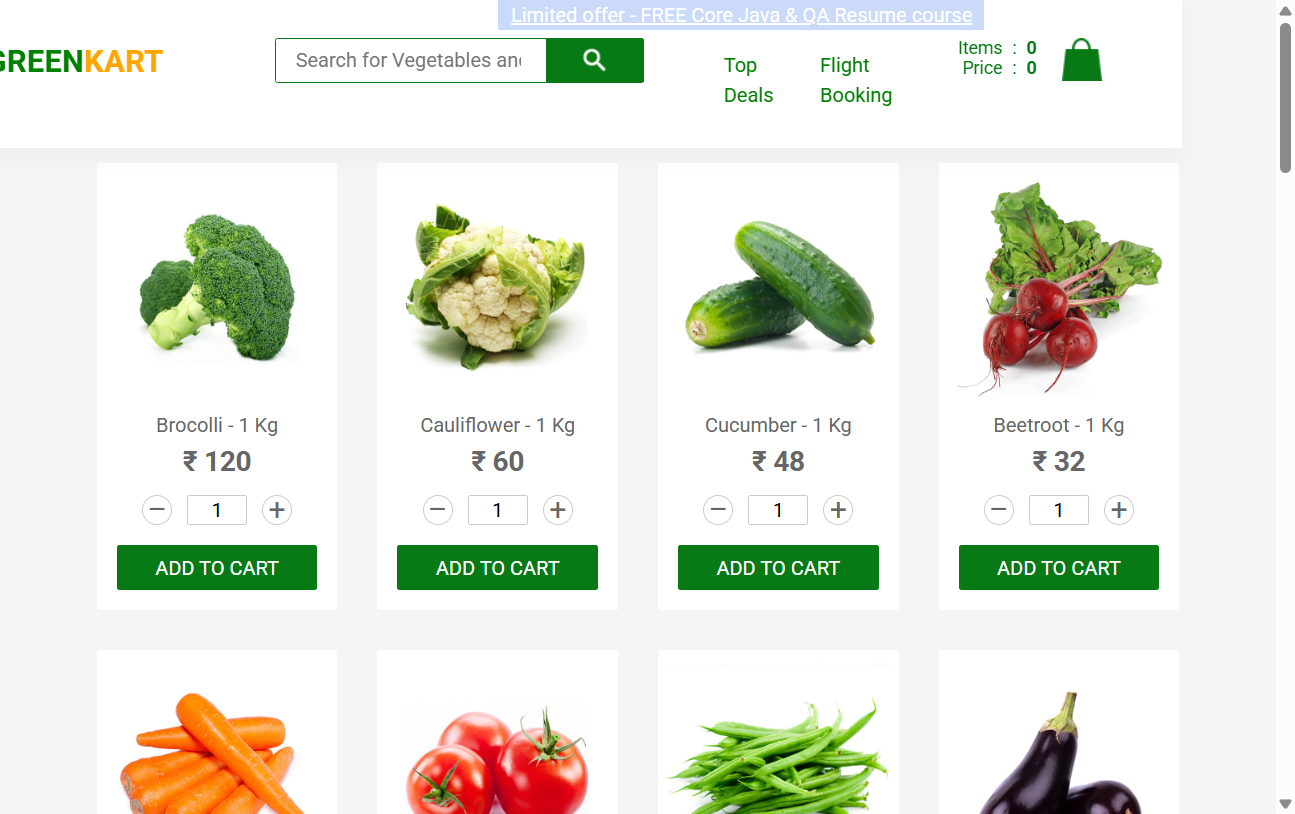 Limited offer - FREE Core Java & QA Resume course
GREENKART
Search for Vegetables and
Top Deals
Flight Booking
Items : 0
Price : 0
Brocolli - 1 Kg
₹ 120
− 1 +
ADD TO CART
Cauliflower - 1 Kg
₹ 60
− 1 +
ADD TO CART
Cucumber - 1 Kg
₹ 48
− 1 +
ADD TO CART
Beetroot - 1 Kg
₹ 32
− 1 +
ADD TO CART